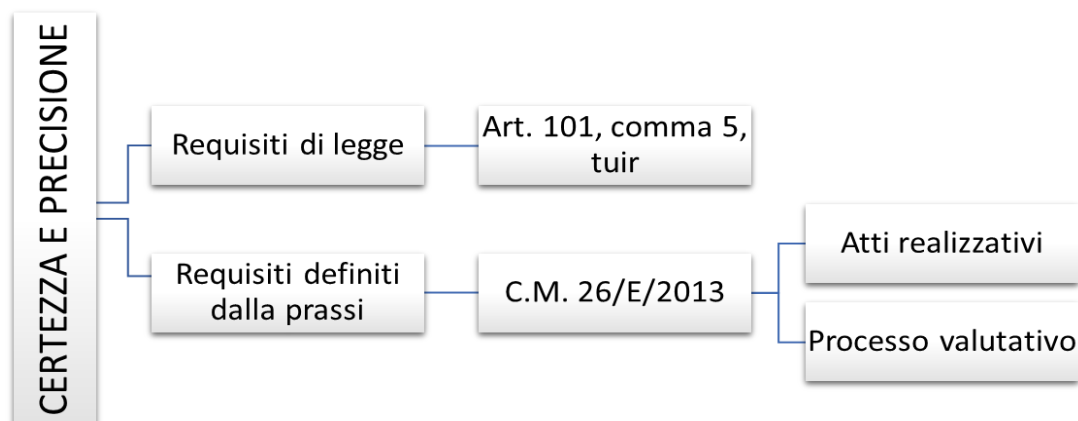 CERTEZZA E PRECISIONE
Requisiti di legge
Art. 101, comma 5,
tuir
Requisiti definiti
dalla prassi
C.M. 26/E/2013
Atti realizzativi
Processo valutativo